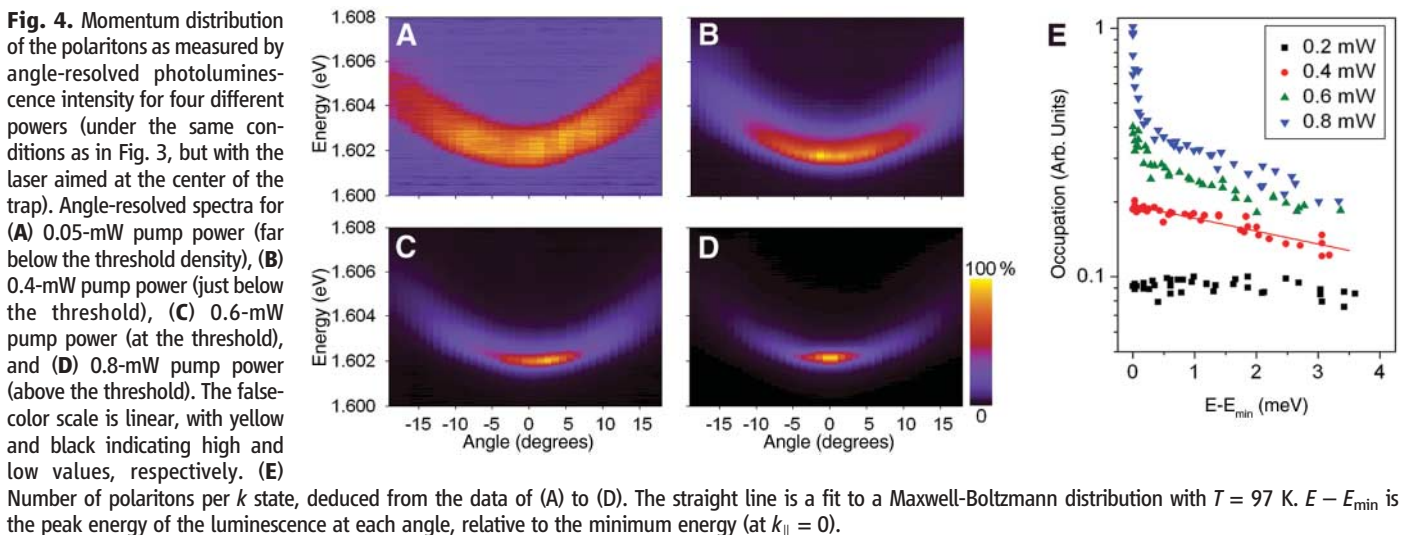 Fig. 4. Momentum distribution
of the polaritons as measured by
angle-resolved photolumines-
cence intensity for four different
powers (under the same con-
ditions as in Fig. 3, but with the
laser aimed at the center of the
trap). Angle-resolved spectra for
(A) 0.05-mW pump power (far
below the threshold density), (B)
0.4-mW pump power (just below
the threshold), (C) 0.6-mW
pump power (at the threshold),
and (D) 0.8-mW pump power
(above the threshold). The false-
color scale is linear, with yellow
and black indicating high and
low values, respectively. (E)
Number of polaritons per k state, deduced from the data of (A) to (D). The straight line is a fit to a Maxwell-Boltzmann distribution with T = 97 K. E − Emin is
the peak energy of the luminescence at each angle, relative to the minimum energy (at k∥ = 0).
A
Energy (eV)
1.608
1.606
1.604
1.602
1.600
B
C
Energy (eV)
1.606
1.604
1.602
1.600
-15 -10 -5 0 5 10 15
Angle (degrees)
D
-15 -10 -5 0 5 10 15
Angle (degrees)
100 %
0
E
Occupation (Arb. Units)
1
0.1
0.2 mW
0.4 mW
0.6 mW
0.8 mW
0 1 2 3 4
E-Emin (meV)